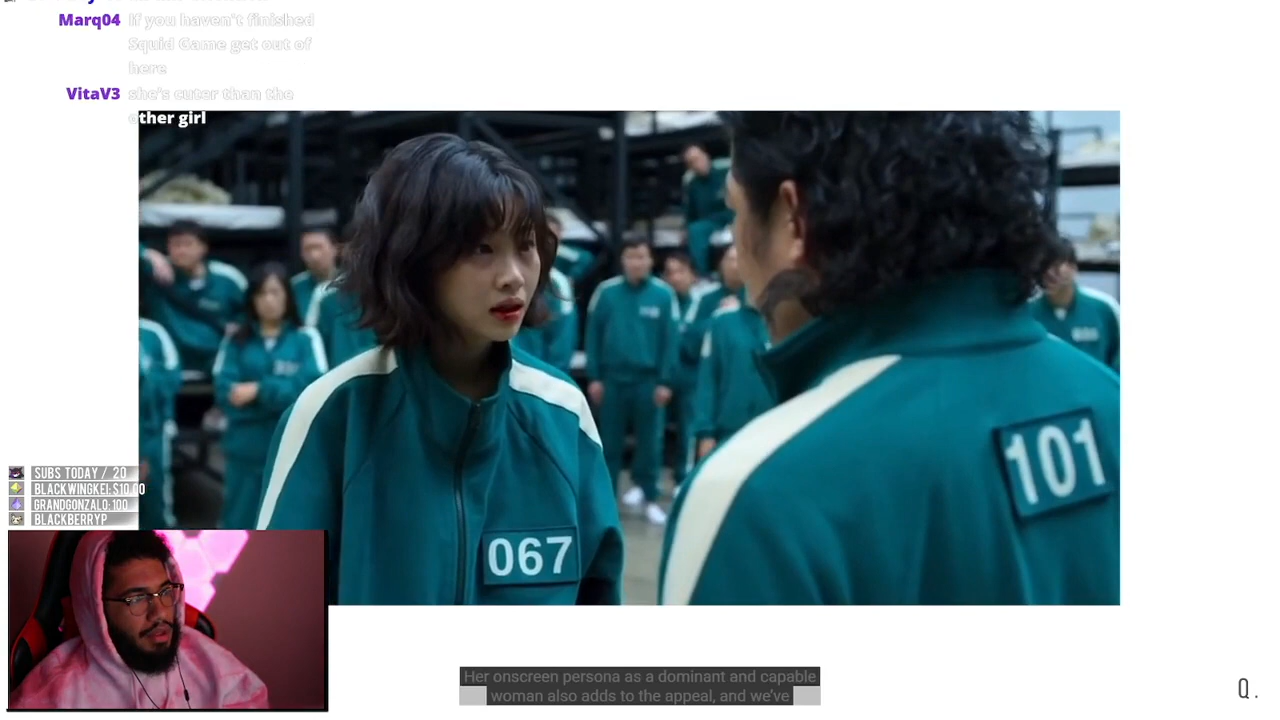 Marq04 If you haven't finished
Squid Game get out of
here
VitaV3 she's cuter than the
other girl
101
067
SUBS TODAY / 20
BLACKWINGKEI: $10.00
GRANDGONZALO: 100
BLACKBERRYP
Her onscreen persona as a dominant and capable
woman also adds to the appeal, and we've
Q.